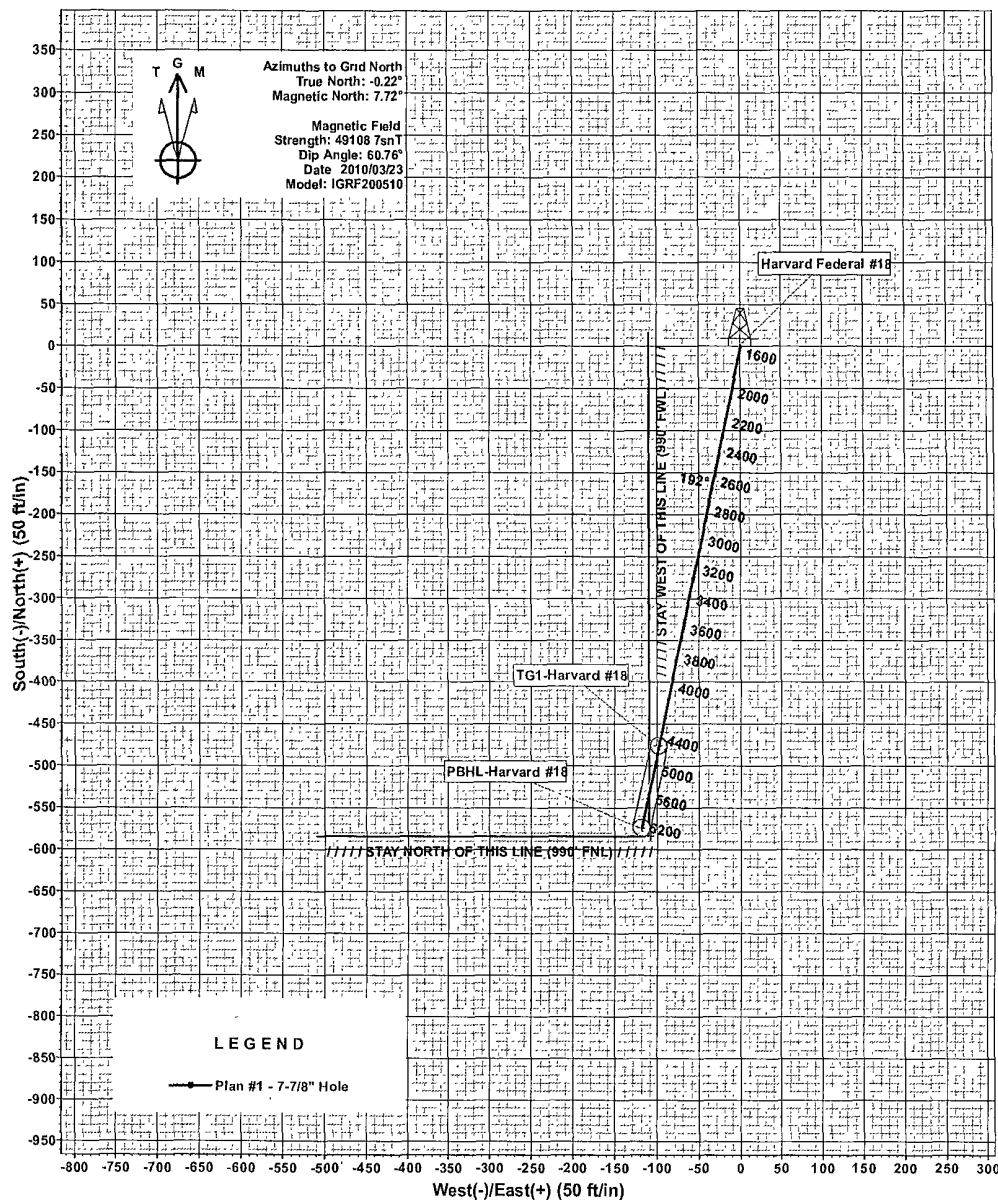 T G M
Azimuths to Grid North
True North: -0.22°
Magnetic North: 7.72°
Magnetic Field
Strength: 49108 7snT
Dip Angle: 60.76°
Date 2010/03/23
Model: IGRF200510
South(-)/North(+) (50 ft/in)
350
300
250
200
150
100
50
0
-50
-100
-150
-200
-250
-300
-350
-400
-450
-500
-550
-600
-650
-700
-750
-800
-850
-900
-950
Harvard Federal #18
1600
2000
2200
2400
192°
2600
2800
3000
3200
3400
3600
3800
4000
4400
5000
5600
6200
///// STAY WEST OF THIS LINE (990' FWL) /////
TG1-Harvard #18
PBHL-Harvard #18
///// STAY NORTH OF THIS LINE (990' FNL) /////
LEGEND
Plan #1 - 7-7/8" Hole
-800 -750 -700 -650 -600 -550 -500 -450 -400 -350 -300 -250 -200 -150 -100 -50 0 50 100 150 200 250 300
West(-)/East(+) (50 ft/in)